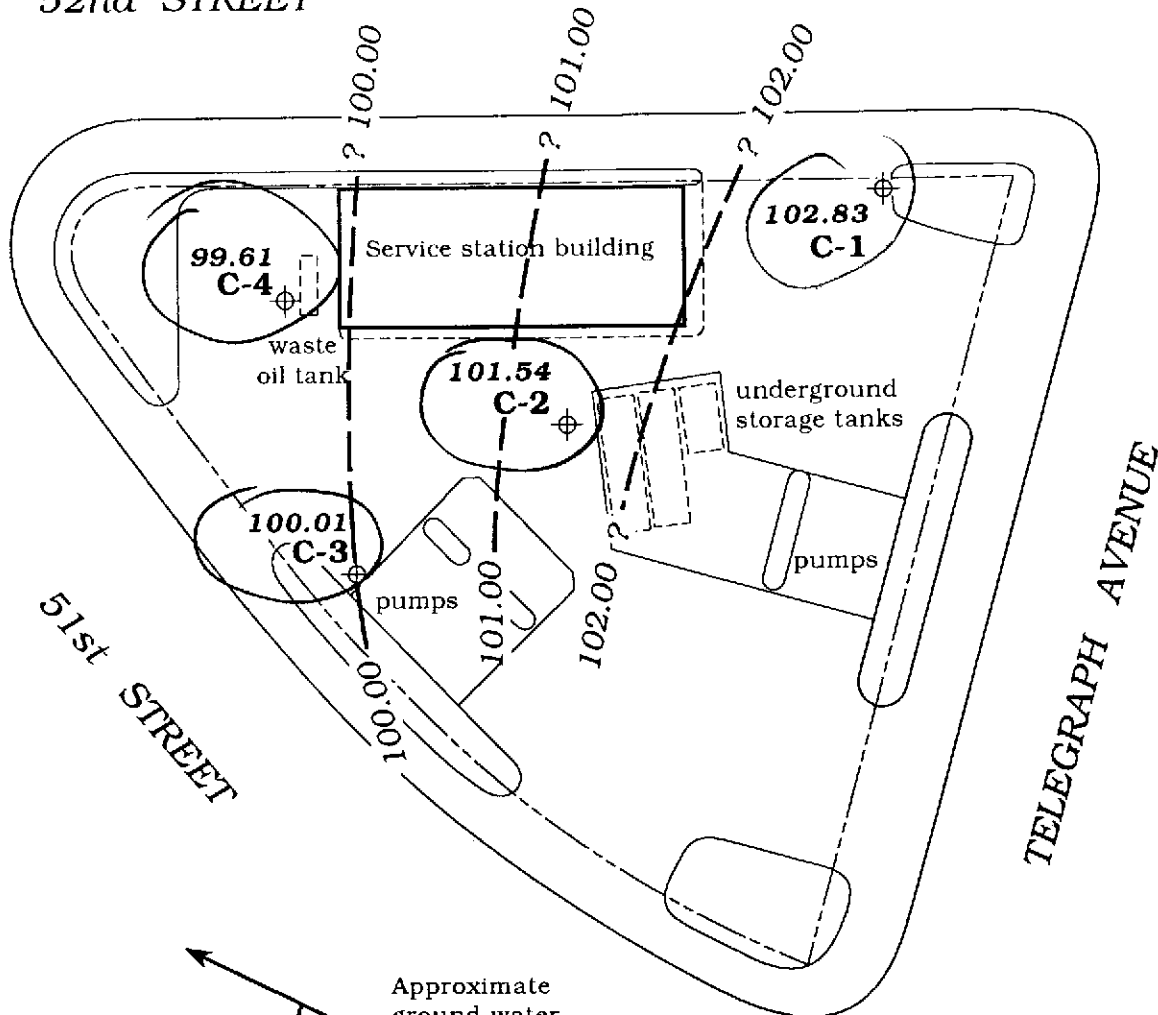 52nd STREET
? 100.00
? 101.00
? 102.00
102.83
C-1
99.61
C-4
Service station building
waste
oil tank
101.54
C-2
underground
storage tanks
100.01
C-3
pumps
pumps
101.00
? 102.00
100.00
51st STREET
TELEGRAPH AVENUE
Approximate
ground water